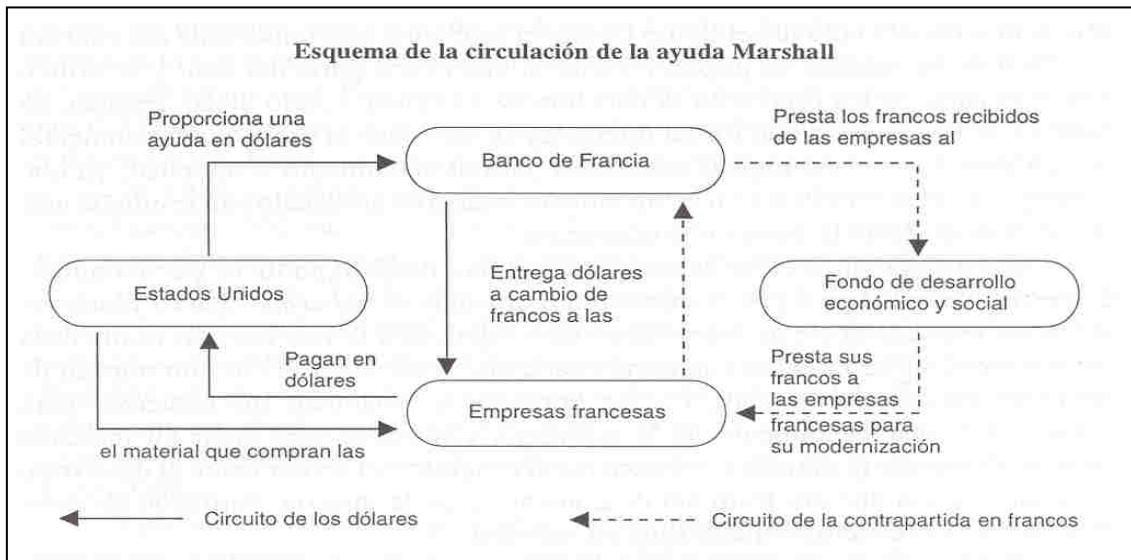 Esquema de la circulación de la ayuda Marshall
Proporciona una
ayuda en dólares
Banco de Francia
Presta los francos recibidos
de las empresas al
Estados Unidos
Entrega dólares
a cambio de
francos a las
Fondo de desarrollo
económico y social
Pagan en
dólares
Empresas francesas
Presta sus
francos a
las empresas
francesas para
su modernización
el material que compran las
Circuito de los dólares
Circuito de la contrapartida en francos